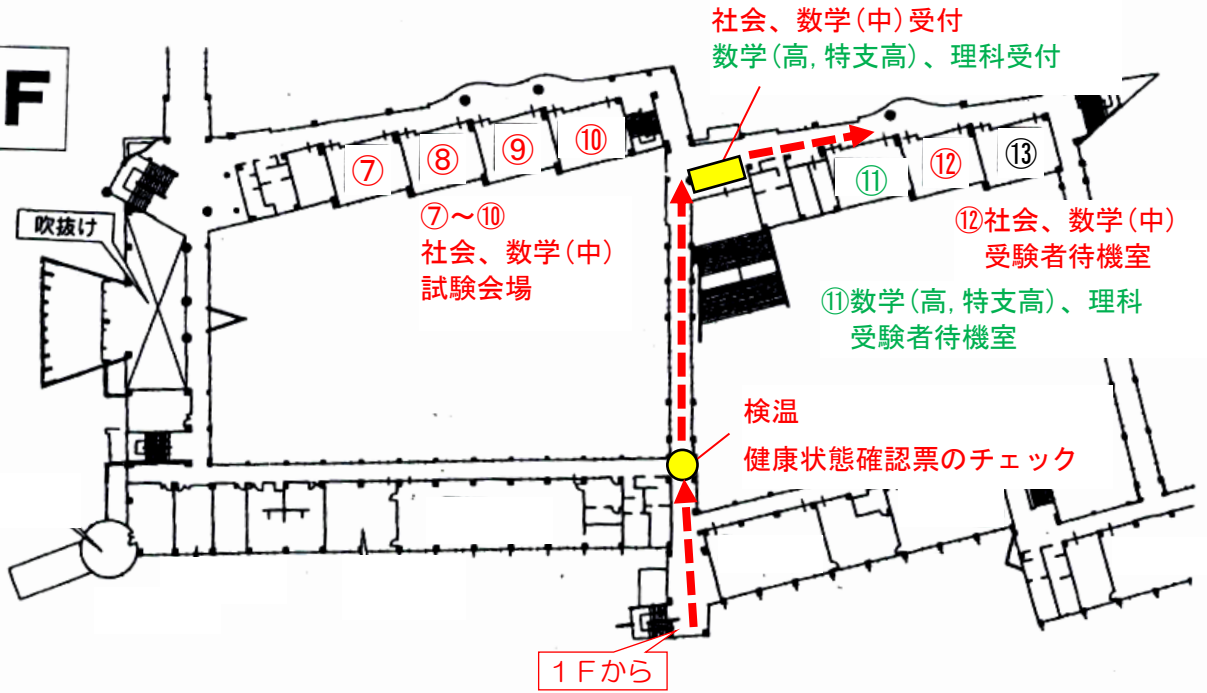 F
社会、数学(中)受付
数学(高,特支高)、理科受付
⑦
⑧
⑨
⑩
⑪
⑫
⑬
吹抜け
⑦～⑩
社会、数学(中)
試験会場
⑫社会、数学(中)
受験者待機室
⑪数学(高,特支高)、理科
受験者待機室
検温
健康状態確認票のチェック
１Ｆから